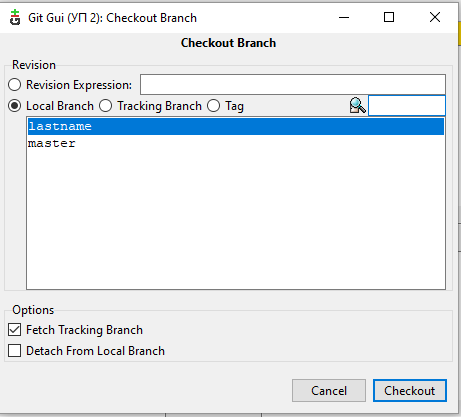 Git Gui (УП 2): Checkout Branch
Checkout Branch
Revision
Revision Expression:
Local Branch Tracking Branch Tag
lastname
master
Options
Fetch Tracking Branch
Detach From Local Branch
Cancel Checkout